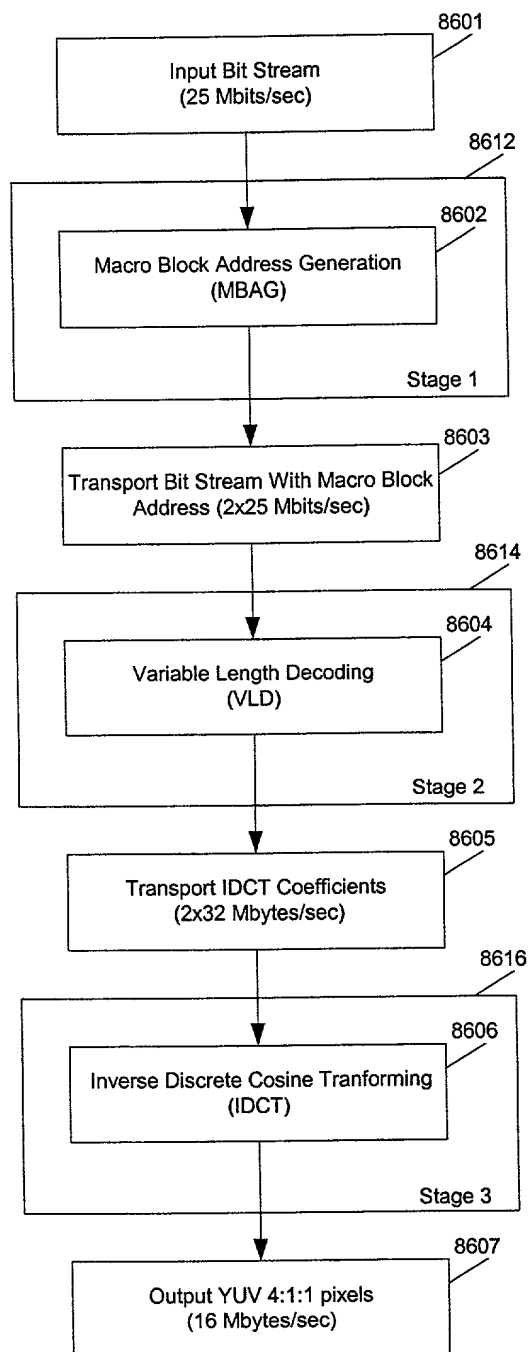 8601
Input Bit Stream
(25 Mbits/sec)
8612
8602
Macro Block Address Generation
(MBAG)
Stage 1
8603
Transport Bit Stream With Macro Block
Address (2x25 Mbits/sec)
8614
8604
Variable Length Decoding
(VLD)
Stage 2
8605
Transport IDCT Coefficients
(2x32 Mbytes/sec)
8616
8606
Inverse Discrete Cosine Tranforming
(IDCT)
Stage 3
8607
Output YUV 4:1:1 pixels
(16 Mbytes/sec)